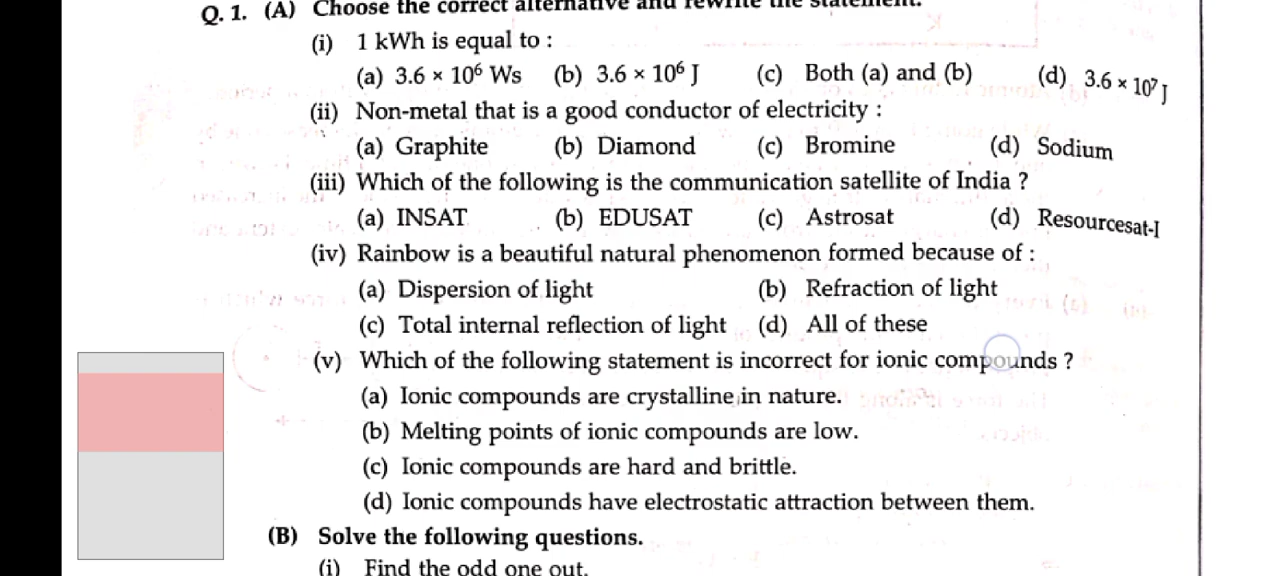 Q. 1. (A) Choose the correct alternative and rewrite the statement.
(i) 1 kWh is equal to :
(a) 3.6 × 10⁶ Ws (b) 3.6 × 10⁶ J (c) Both (a) and (b) (d) 3.6 × 10⁷ J
(ii) Non-metal that is a good conductor of electricity :
(a) Graphite (b) Diamond (c) Bromine (d) Sodium
(iii) Which of the following is the communication satellite of India ?
(a) INSAT (b) EDUSAT (c) Astrosat (d) Resourcesat-I
(iv) Rainbow is a beautiful natural phenomenon formed because of :
(a) Dispersion of light (b) Refraction of light
(c) Total internal reflection of light (d) All of these
(v) Which of the following statement is incorrect for ionic compounds ?
(a) Ionic compounds are crystalline in nature.
(b) Melting points of ionic compounds are low.
(c) Ionic compounds are hard and brittle.
(d) Ionic compounds have electrostatic attraction between them.
(B) Solve the following questions.
(i) Find the odd one out.